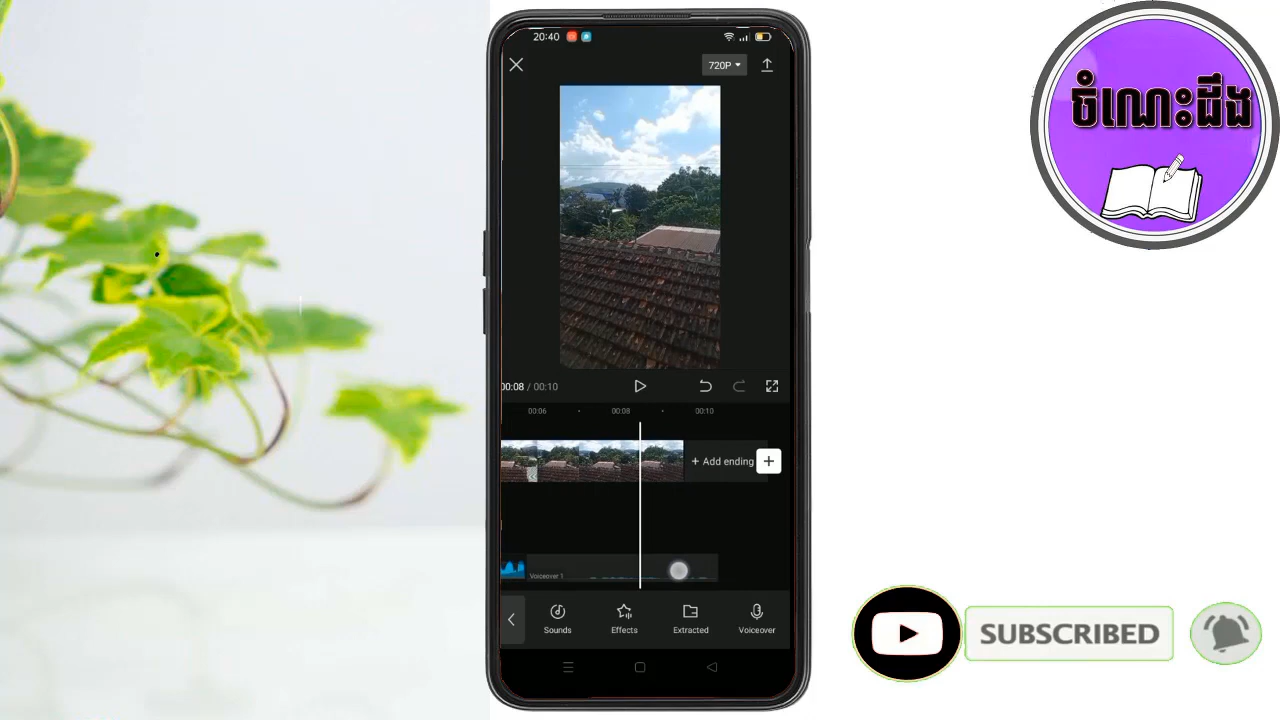 20:40
720P
ចំណេះដឹង
00:08 / 00:10
00:06
00:08
00:10
+ Add ending
Voiceover 1
Sounds
Effects
Extracted
Voiceover
SUBSCRIBED